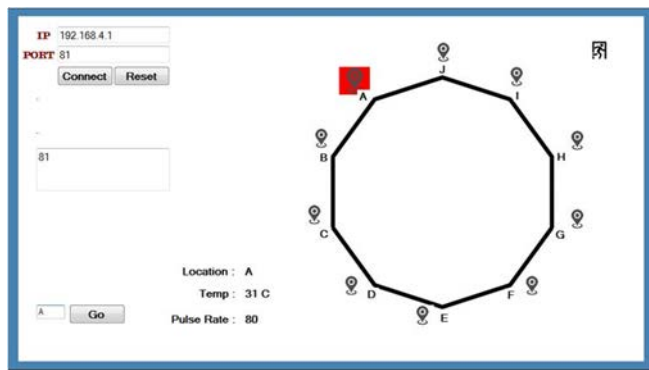 IP 192.168.4.1
PORT 81
Connect Reset
81
Location : A
Temp : 31 C
Pulse Rate : 80
A Go
J
A
I
B
H
C
G
D
F
E